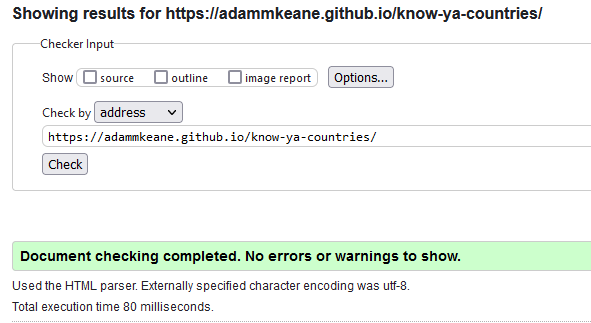 Showing results for https://adammkeane.github.io/know-ya-countries/
Checker Input
Show source outline image report Options...
Check by address
https://adammkeane.github.io/know-ya-countries/
Check
Document checking completed. No errors or warnings to show.
Used the HTML parser. Externally specified character encoding was utf-8.
Total execution time 80 milliseconds.